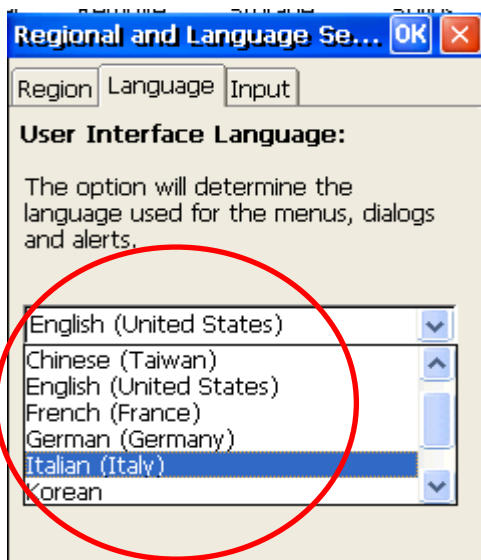 Regional and Language Se... OK
Region Language Input
User Interface Language:
The option will determine the
language used for the menus, dialogs
and alerts.
English (United States)
Chinese (Taiwan)
English (United States)
French (France)
German (Germany)
Italian (Italy)
Korean